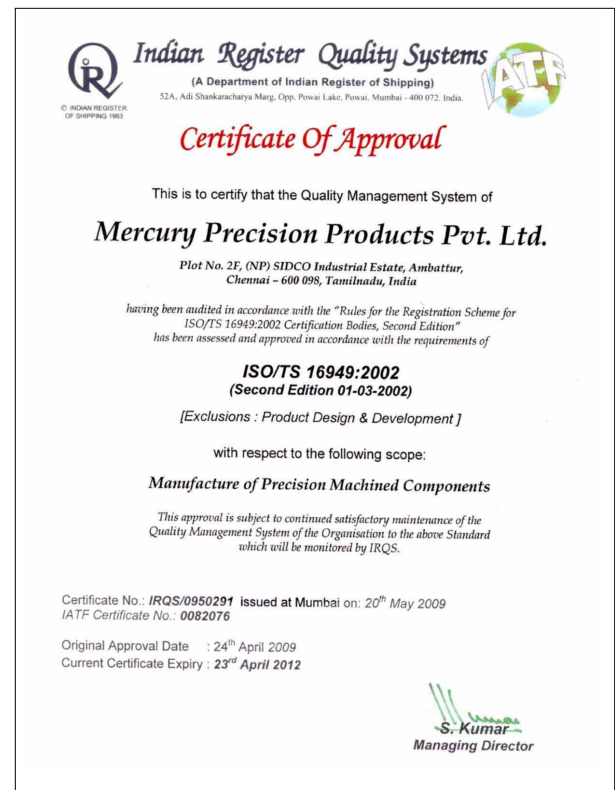 Indian Register Quality Systems
(A Department of Indian Register of Shipping)
52A, Adi Shankaracharya Marg, Opp. Powai Lake, Powai, Mumbai - 400 072, India.
IR
© INDIAN REGISTER
OF SHIPPING 1993
IATF
Certificate Of Approval
This is to certify that the Quality Management System of
Mercury Precision Products Pvt. Ltd.
Plot No. 2F, (NP) SIDCO Industrial Estate, Ambattur,
Chennai – 600 098, Tamilnadu, India
having been audited in accordance with the "Rules for the Registration Scheme for
ISO/TS 16949:2002 Certification Bodies, Second Edition"
has been assessed and approved in accordance with the requirements of
ISO/TS 16949:2002
(Second Edition 01-03-2002)
[Exclusions : Product Design & Development ]
with respect to the following scope:
Manufacture of Precision Machined Components
This approval is subject to continued satisfactory maintenance of the
Quality Management System of the Organisation to the above Standard
which will be monitored by IRQS.
Certificate No.: IRQS/0950291 issued at Mumbai on: 20th May 2009
IATF Certificate No.: 0082076
Original Approval Date : 24th April 2009
Current Certificate Expiry : 23rd April 2012
S. Kumar
Managing Director